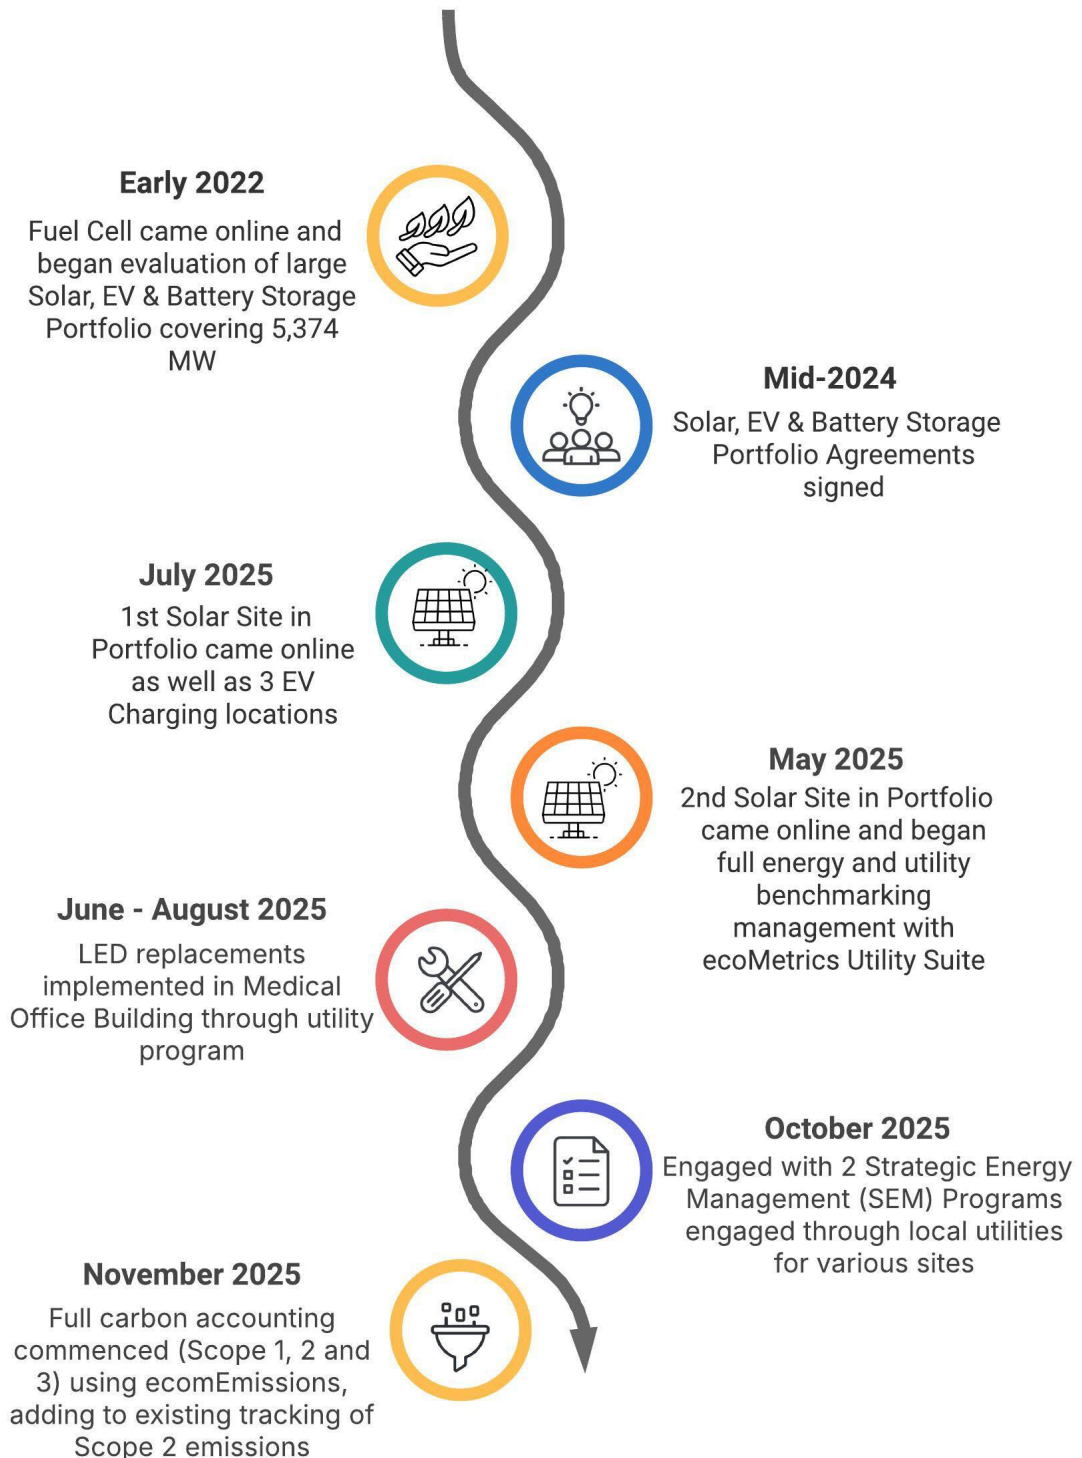 Early 2022
Fuel Cell came online and
began evaluation of large
Solar, EV & Battery Storage
Portfolio covering 5,374
MW
Mid-2024
Solar, EV & Battery Storage
Portfolio Agreements
signed
July 2025
1st Solar Site in
Portfolio came online
as well as 3 EV
Charging locations
May 2025
2nd Solar Site in Portfolio
came online and began
full energy and utility
benchmarking
management with
ecoMetrics Utility Suite
June - August 2025
LED replacements
implemented in Medical
Office Building through utility
program
October 2025
Engaged with 2 Strategic Energy
Management (SEM) Programs
engaged through local utilities
for various sites
November 2025
Full carbon accounting
commenced (Scope 1, 2 and
3) using ecomEmissions,
adding to existing tracking of
Scope 2 emissions